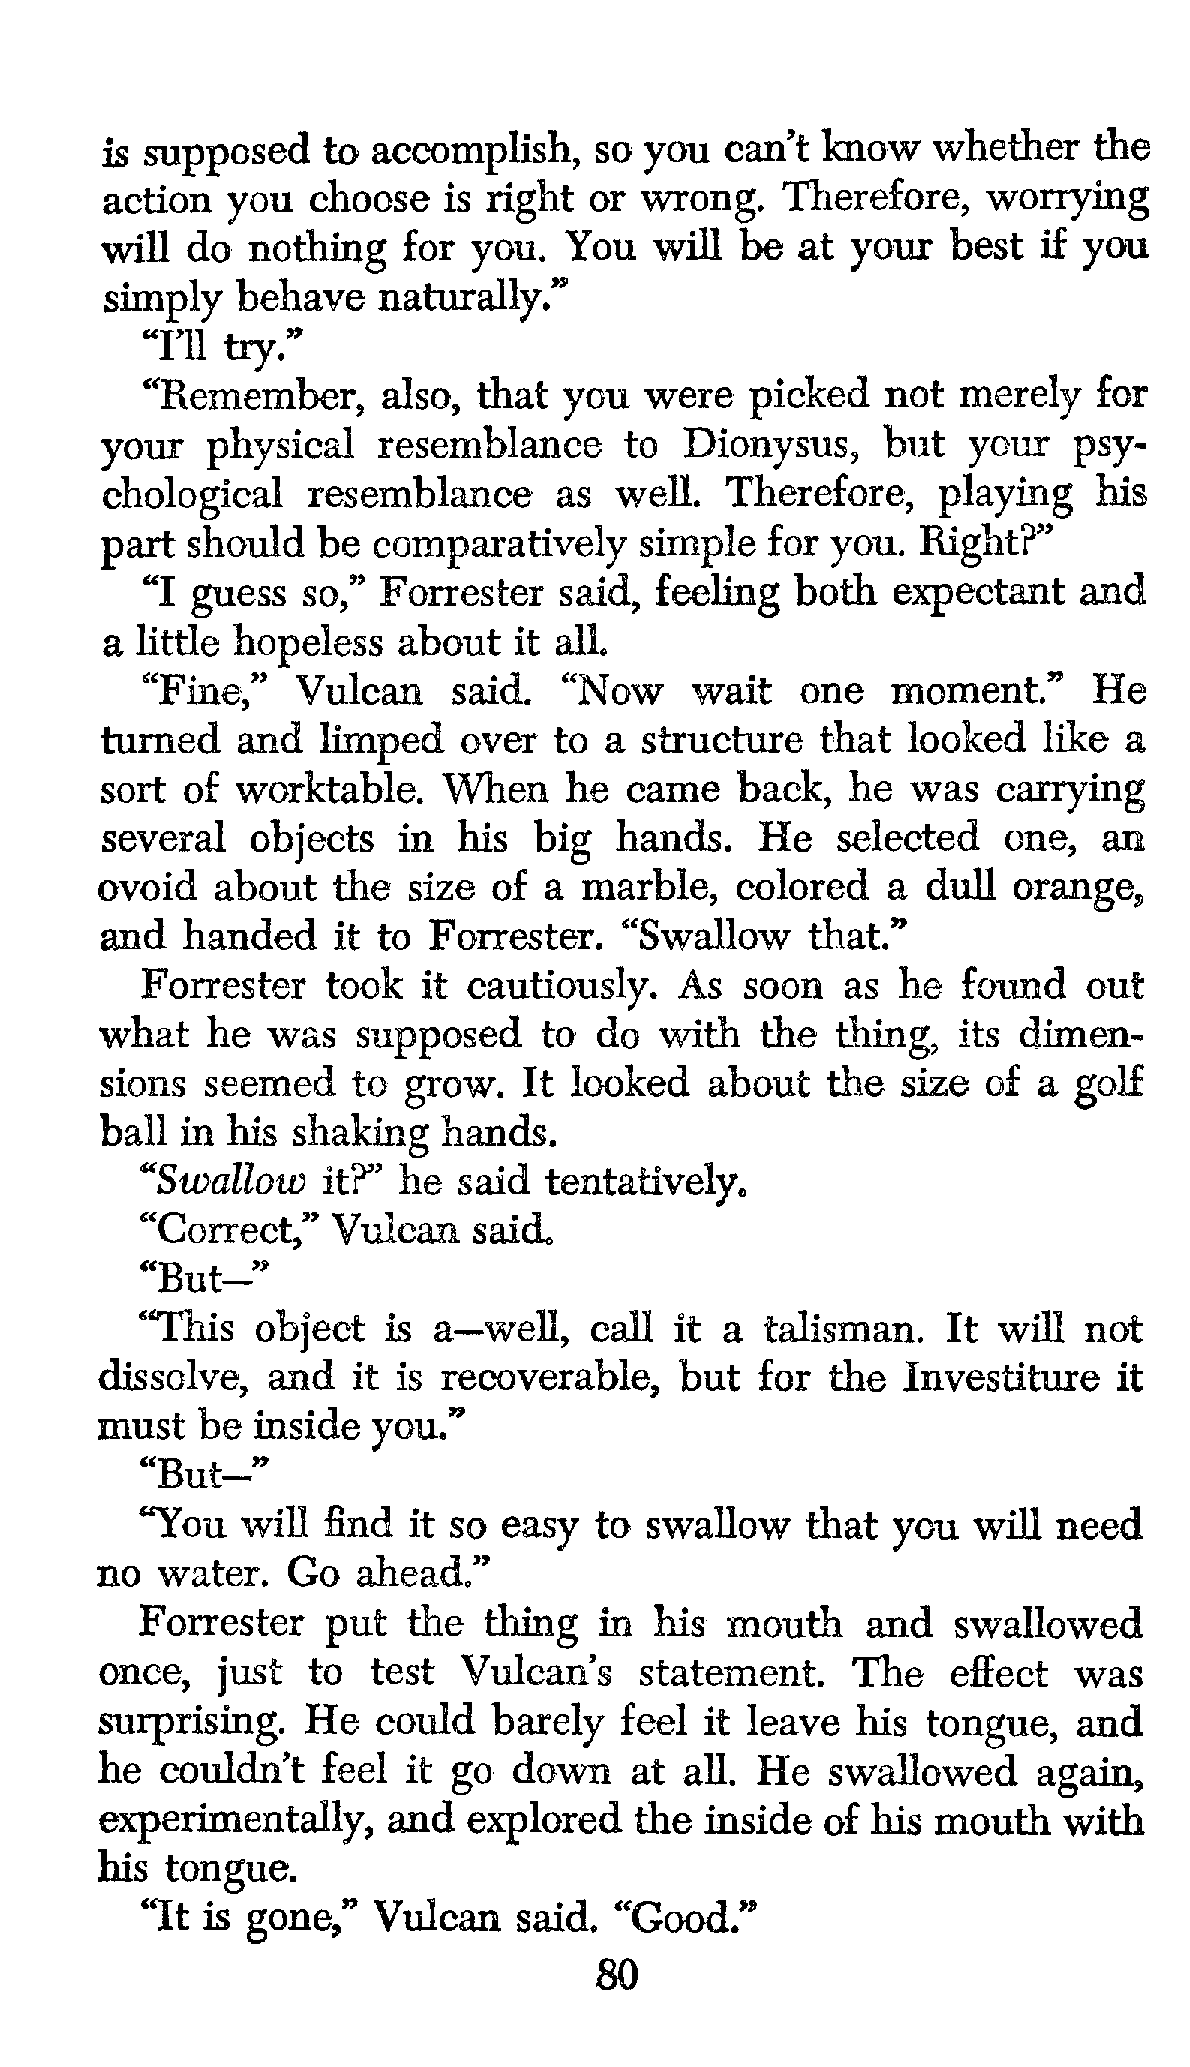 is supposed to accomplish, so you can't know whether the
action you choose is right or wrong. Therefore, worrying
will do nothing for you. You will be at your best if you
simply behave naturally.”
“I'll try.”
“Remember, also, that you were picked not merely for
your physical resemblance to Dionysus, but your psy-
chological resemblance as well. Therefore, playing his
part should be comparatively simple for you. Right?”
“I guess so,” Forrester said, feeling both expectant and
a little hopeless about it all.
“Fine,” Vulcan said. “Now wait one moment.” He
turned and limped over to a structure that looked like a
sort of worktable. When he came back, he was carrying
several objects in his big hands. He selected one, an
ovoid about the size of a marble, colored a dull orange,
and handed it to Forrester. “Swallow that.”
Forrester took it cautiously. As soon as he found out
what he was supposed to do with the thing, its dimen-
sions seemed to grow. It looked about the size of a golf
ball in his shaking hands.
“Swallow it?” he said tentatively.
“Correct,” Vulcan said.
“But—”
“This object is a—well, call it a talisman. It will not
dissolve, and it is recoverable, but for the Investiture it
must be inside you.”
“But—”
“You will find it so easy to swallow that you will need
no water. Go ahead.”
Forrester put the thing in his mouth and swallowed
once, just to test Vulcan's statement. The effect was
surprising. He could barely feel it leave his tongue, and
he couldn't feel it go down at all. He swallowed again,
experimentally, and explored the inside of his mouth with
his tongue.
“It is gone,” Vulcan said. “Good.”
80